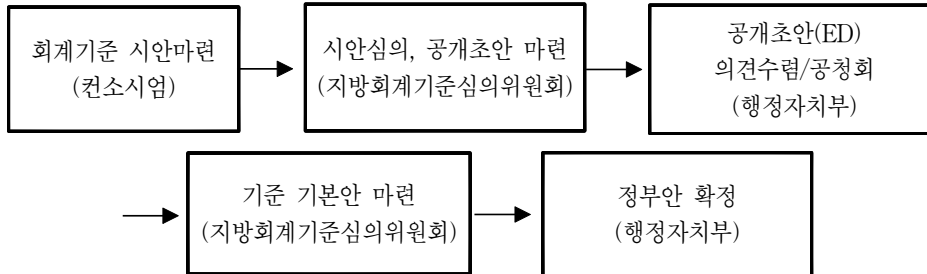 회계기준 시안마련
(컨소시엄)
시안심의, 공개초안 마련
(지방회계기준심의위원회)
공개초안(ED)
의견수렴/공청회
(행정자치부)
기준 기본안 마련
(지방회계기준심의위원회)
정부안 확정
(행정자치부)